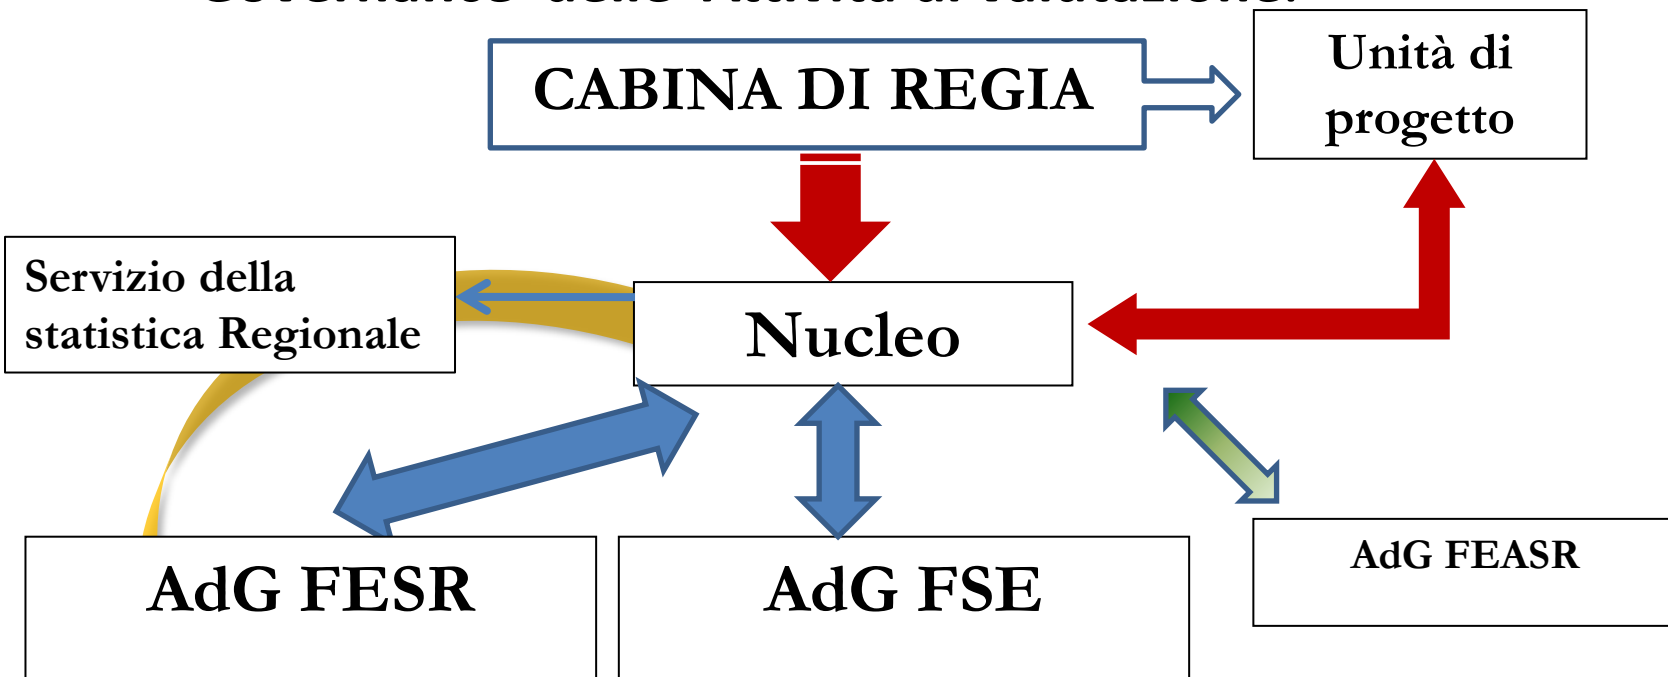 CABINA DI REGIA
Unità di
progetto
Servizio della
statistica Regionale
Nucleo
AdG FESR
AdG FSE
AdG FEASR